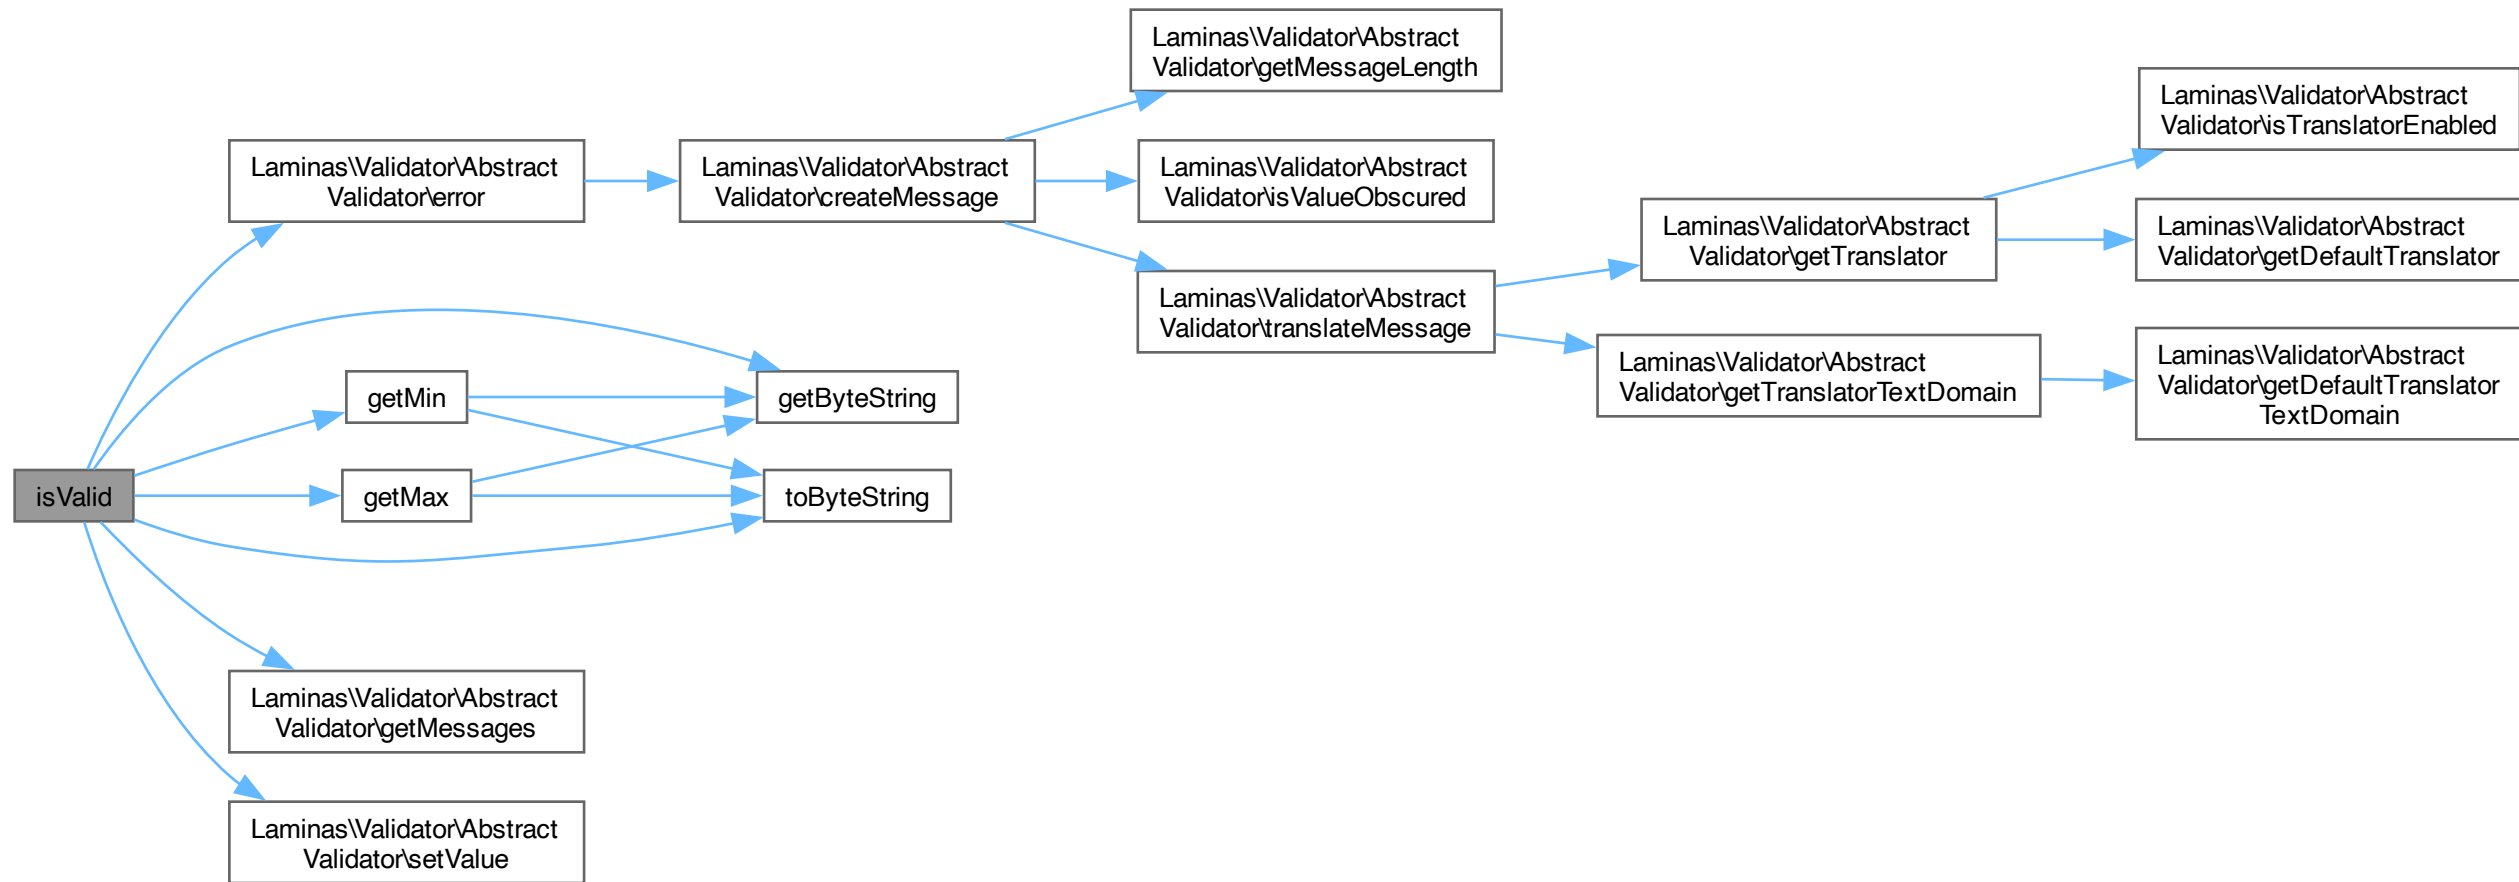 isValid
Laminas\Validator\Abstract
Validator\error
getMin
getMax
Laminas\Validator\Abstract
Validator\getMessages
Laminas\Validator\Abstract
Validator\setValue
Laminas\Validator\Abstract
Validator\createMessage
getByteString
toByteString
Laminas\Validator\Abstract
Validator\getMessageLength
Laminas\Validator\Abstract
Validator\isValueObscured
Laminas\Validator\Abstract
Validator\translateMessage
Laminas\Validator\Abstract
Validator\getTranslator
Laminas\Validator\Abstract
Validator\getTranslatorTextDomain
Laminas\Validator\Abstract
Validator\isTranslatorEnabled
Laminas\Validator\Abstract
Validator\getDefaultTranslator
Laminas\Validator\Abstract
Validator\getDefaultTranslator
TextDomain